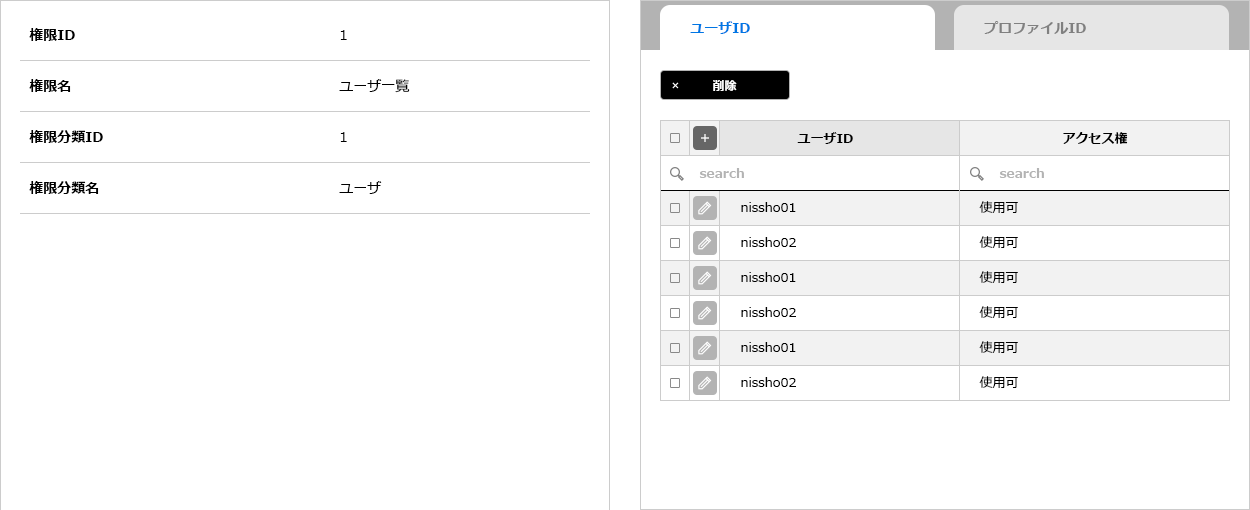 権限ID 1
権限名 ユーザ一覧
権限分類ID 1
権限分類名 ユーザ
ユーザID プロファイルID
× 削除
+ ユーザID アクセス権
search search
nissho01 使用可
nissho02 使用可
nissho01 使用可
nissho02 使用可
nissho01 使用可
nissho02 使用可